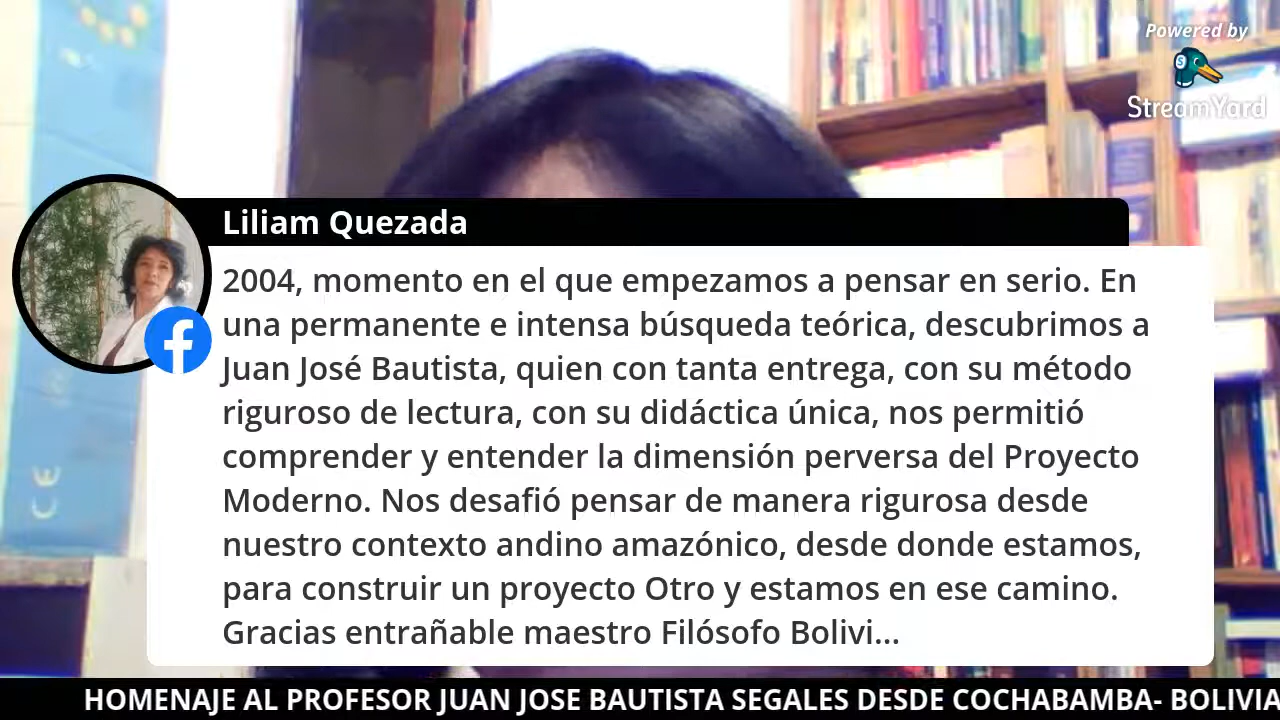 Powered by
StreamYard
Liliam Quezada
2004, momento en el que empezamos a pensar en serio. En
una permanente e intensa búsqueda teórica, descubrimos a
Juan José Bautista, quien con tanta entrega, con su método
riguroso de lectura, con su didáctica única, nos permitió
comprender y entender la dimensión perversa del Proyecto
Moderno. Nos desafió pensar de manera rigurosa desde
nuestro contexto andino amazónico, desde donde estamos,
para construir un proyecto Otro y estamos en ese camino.
Gracias entrañable maestro Filósofo Bolivi...
HOMENAJE AL PROFESOR JUAN JOSE BAUTISTA SEGALES DESDE COCHABAMBA- BOLIVIA